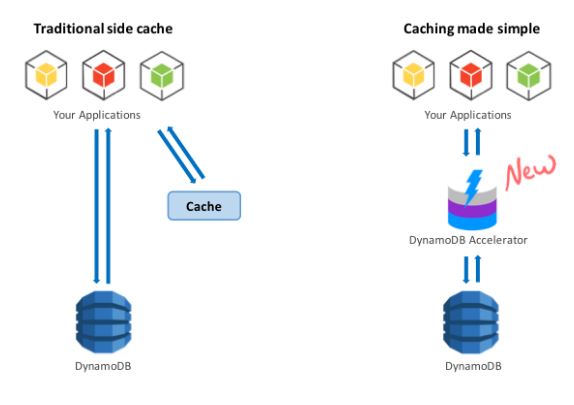 Traditional side cache
Your Applications
Cache
DynamoDB
Caching made simple
Your Applications
New
DynamoDB Accelerator
DynamoDB